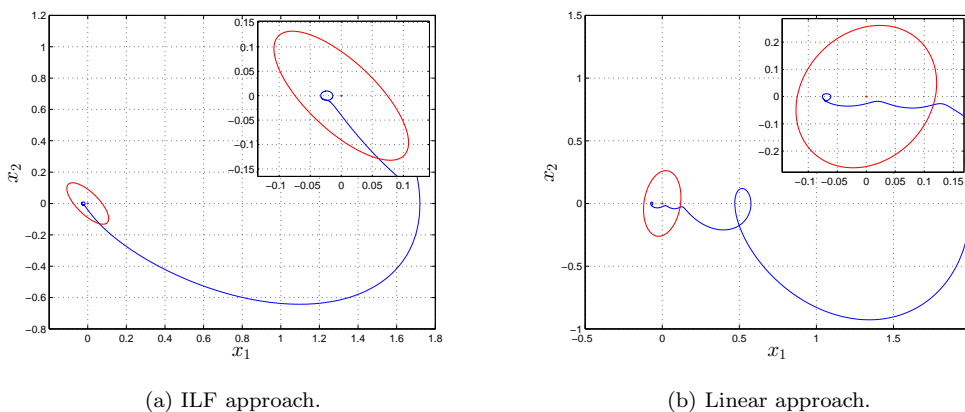 1.2
1
0.8
0.6
0.4
0.2
0
−0.2
−0.4
−0.6
−0.8
x₂
0 0.2 0.4 0.6 0.8 1 1.2 1.4 1.6 1.8
x₁
0.15
0.1
0.05
0
−0.05
−0.1
−0.15
−0.1 −0.05 0 0.05 0.1
(a) ILF approach.
1.5
1
0.5
0
−0.5
−1
x₂
−0.5 0 0.5 1 1.5
x₁
0.2
0.1
0
−0.1
−0.2
−0.1 −0.05 0 0.05 0.1 0.15
(b) Linear approach.